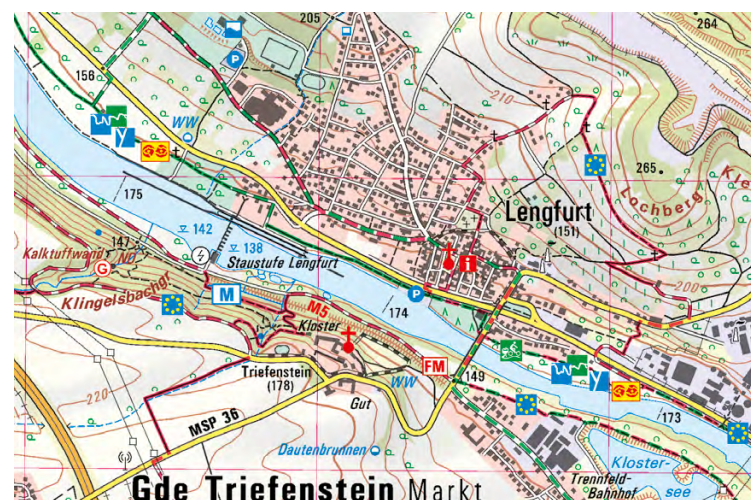 205
264
156
P
210
WW
y
265.
Kle
Lochberg
175
Lengfurt
(151)
142
147
ND
138
Kalktuffwand
G
Staustufe Lengfurt
Klingelsbachgr.
M
M5
P
174
200
Kloster
FM
Triefenstein
(178)
WW
149
y
220
Gut
173
MSP 36
Dautenbrunnen
Kloster-
see
Trennfeld-
Bahnhof
Gde Triefenstein Markt